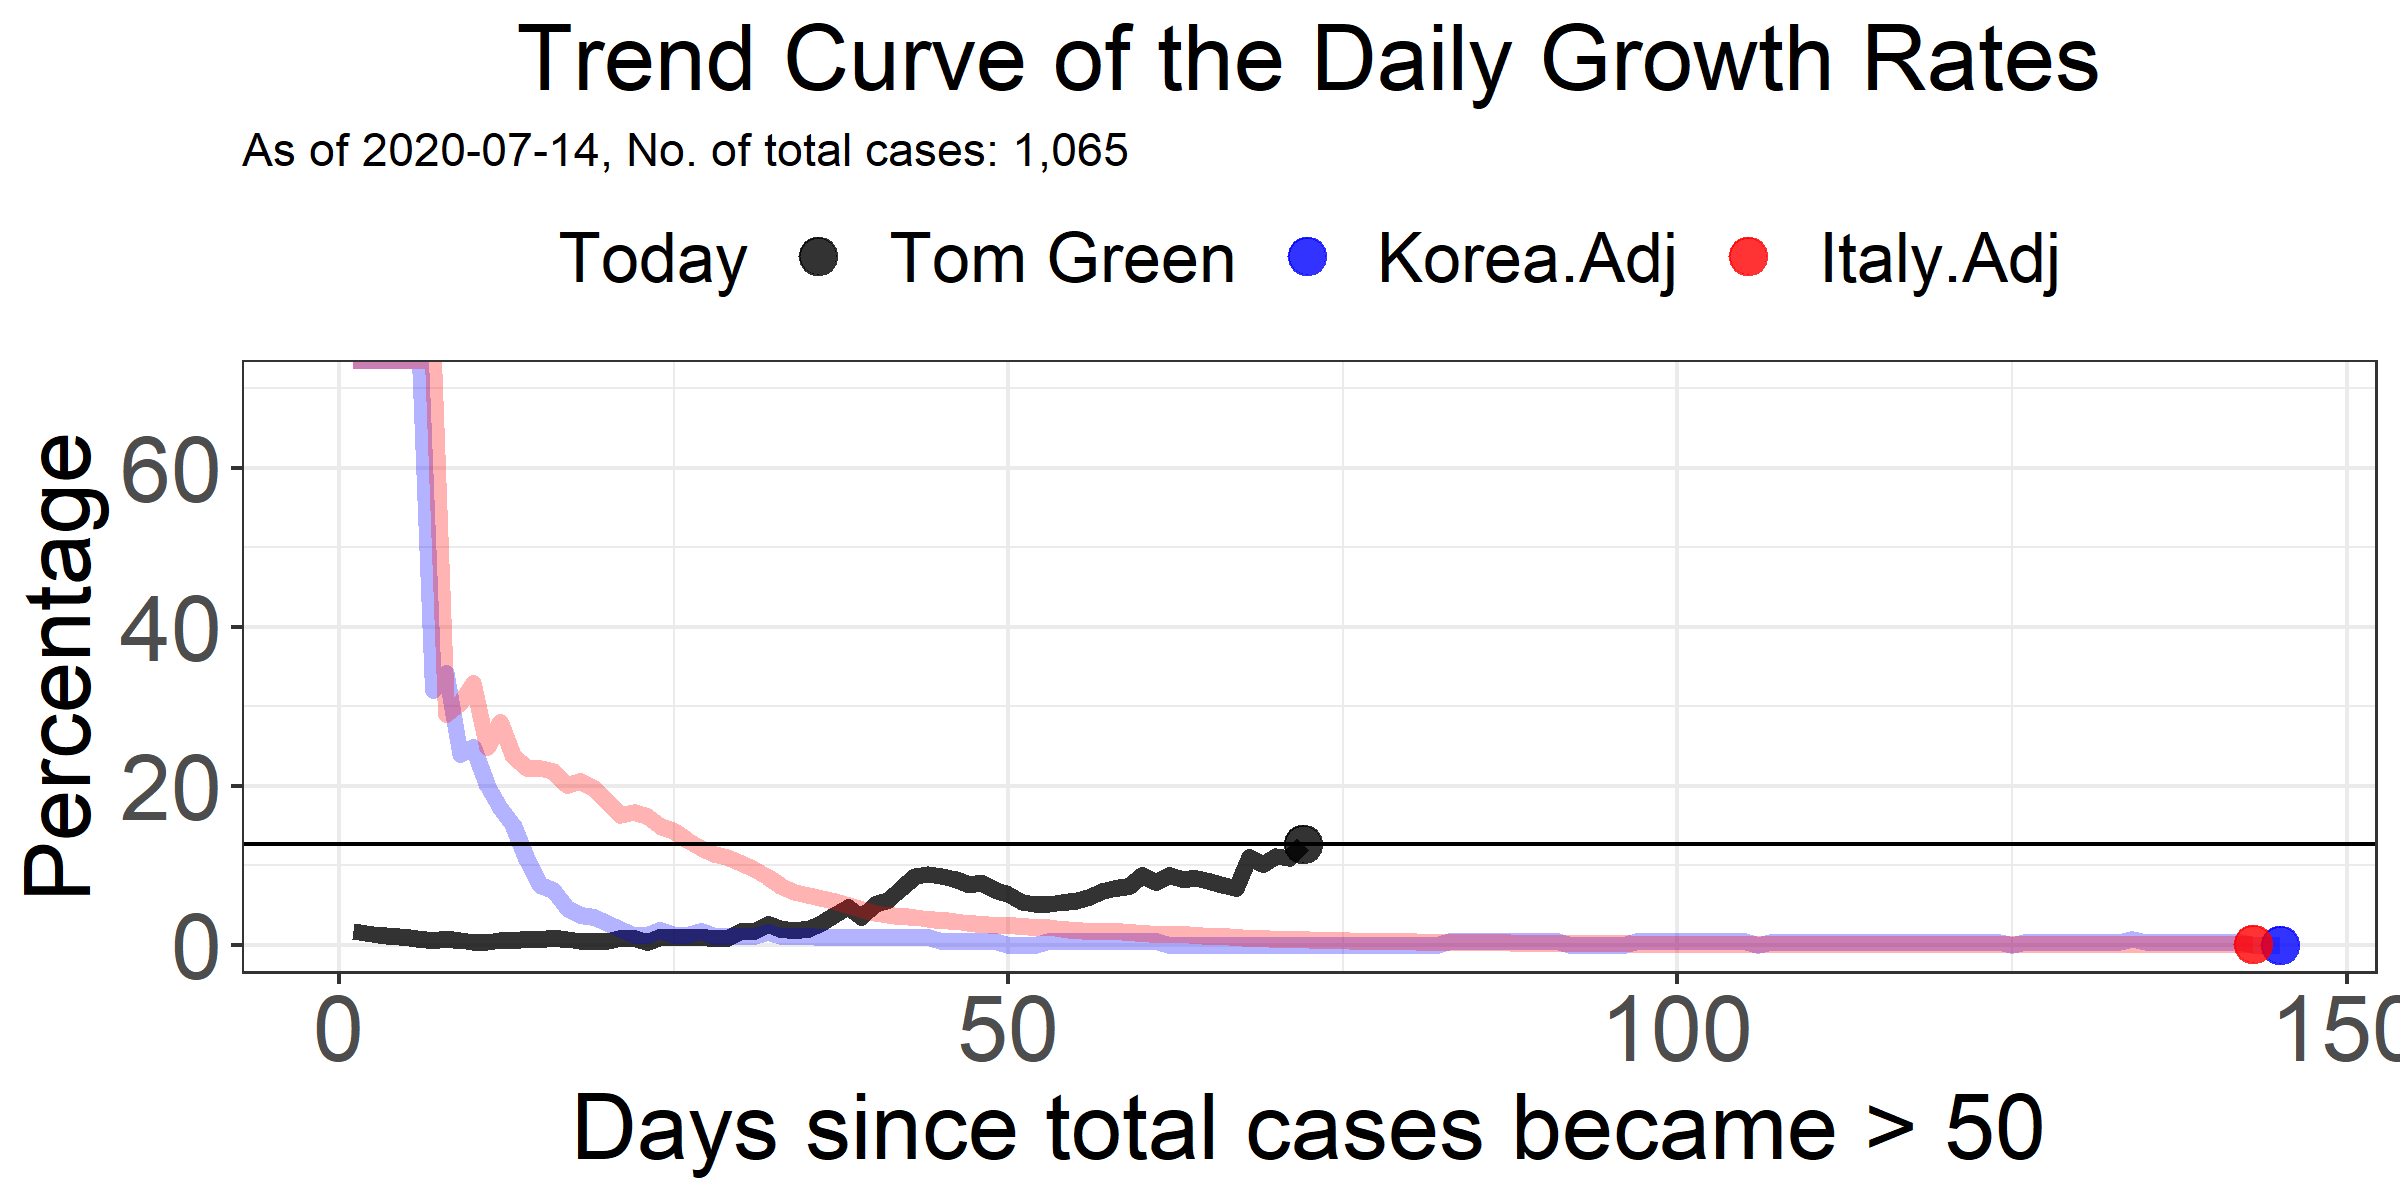 Trend Curve of the Daily Growth Rates
As of 2020-07-14, No. of total cases: 1,065
Today Tom Green Korea.Adj Italy.Adj
Percentage
60
40
20
0
0 50 100 150
Days since total cases became > 50